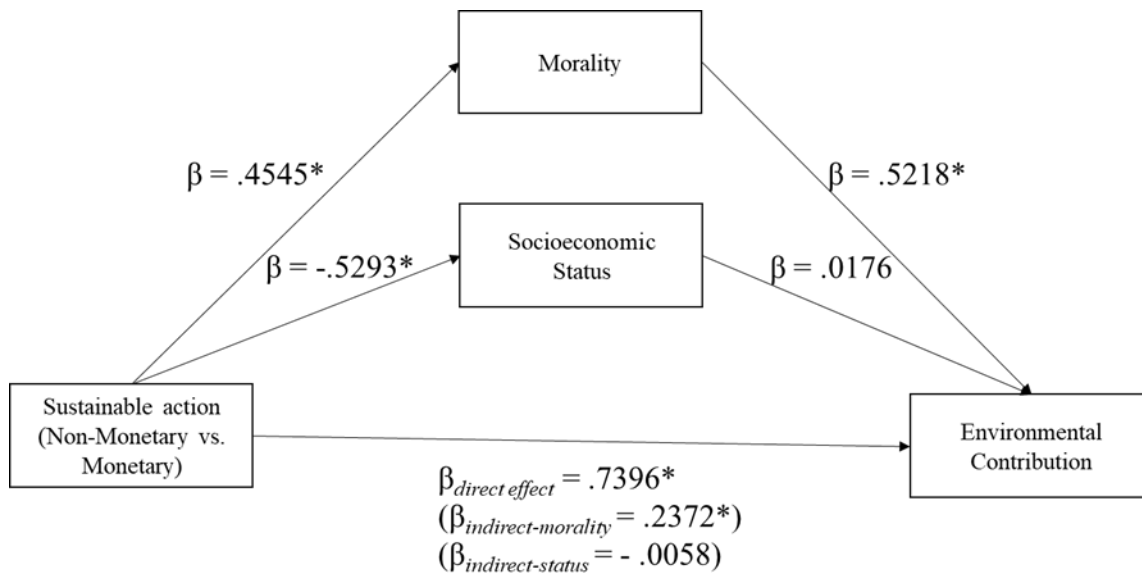 Morality
β = .4545*
β = .5218*
Socioeconomic
Status
β = -.5293*
β = .0176
Sustainable action
(Non-Monetary vs.
Monetary)
Environmental
Contribution
βdirect effect = .7396*
(βindirect-morality = .2372*)
(βindirect-status = - .0058)